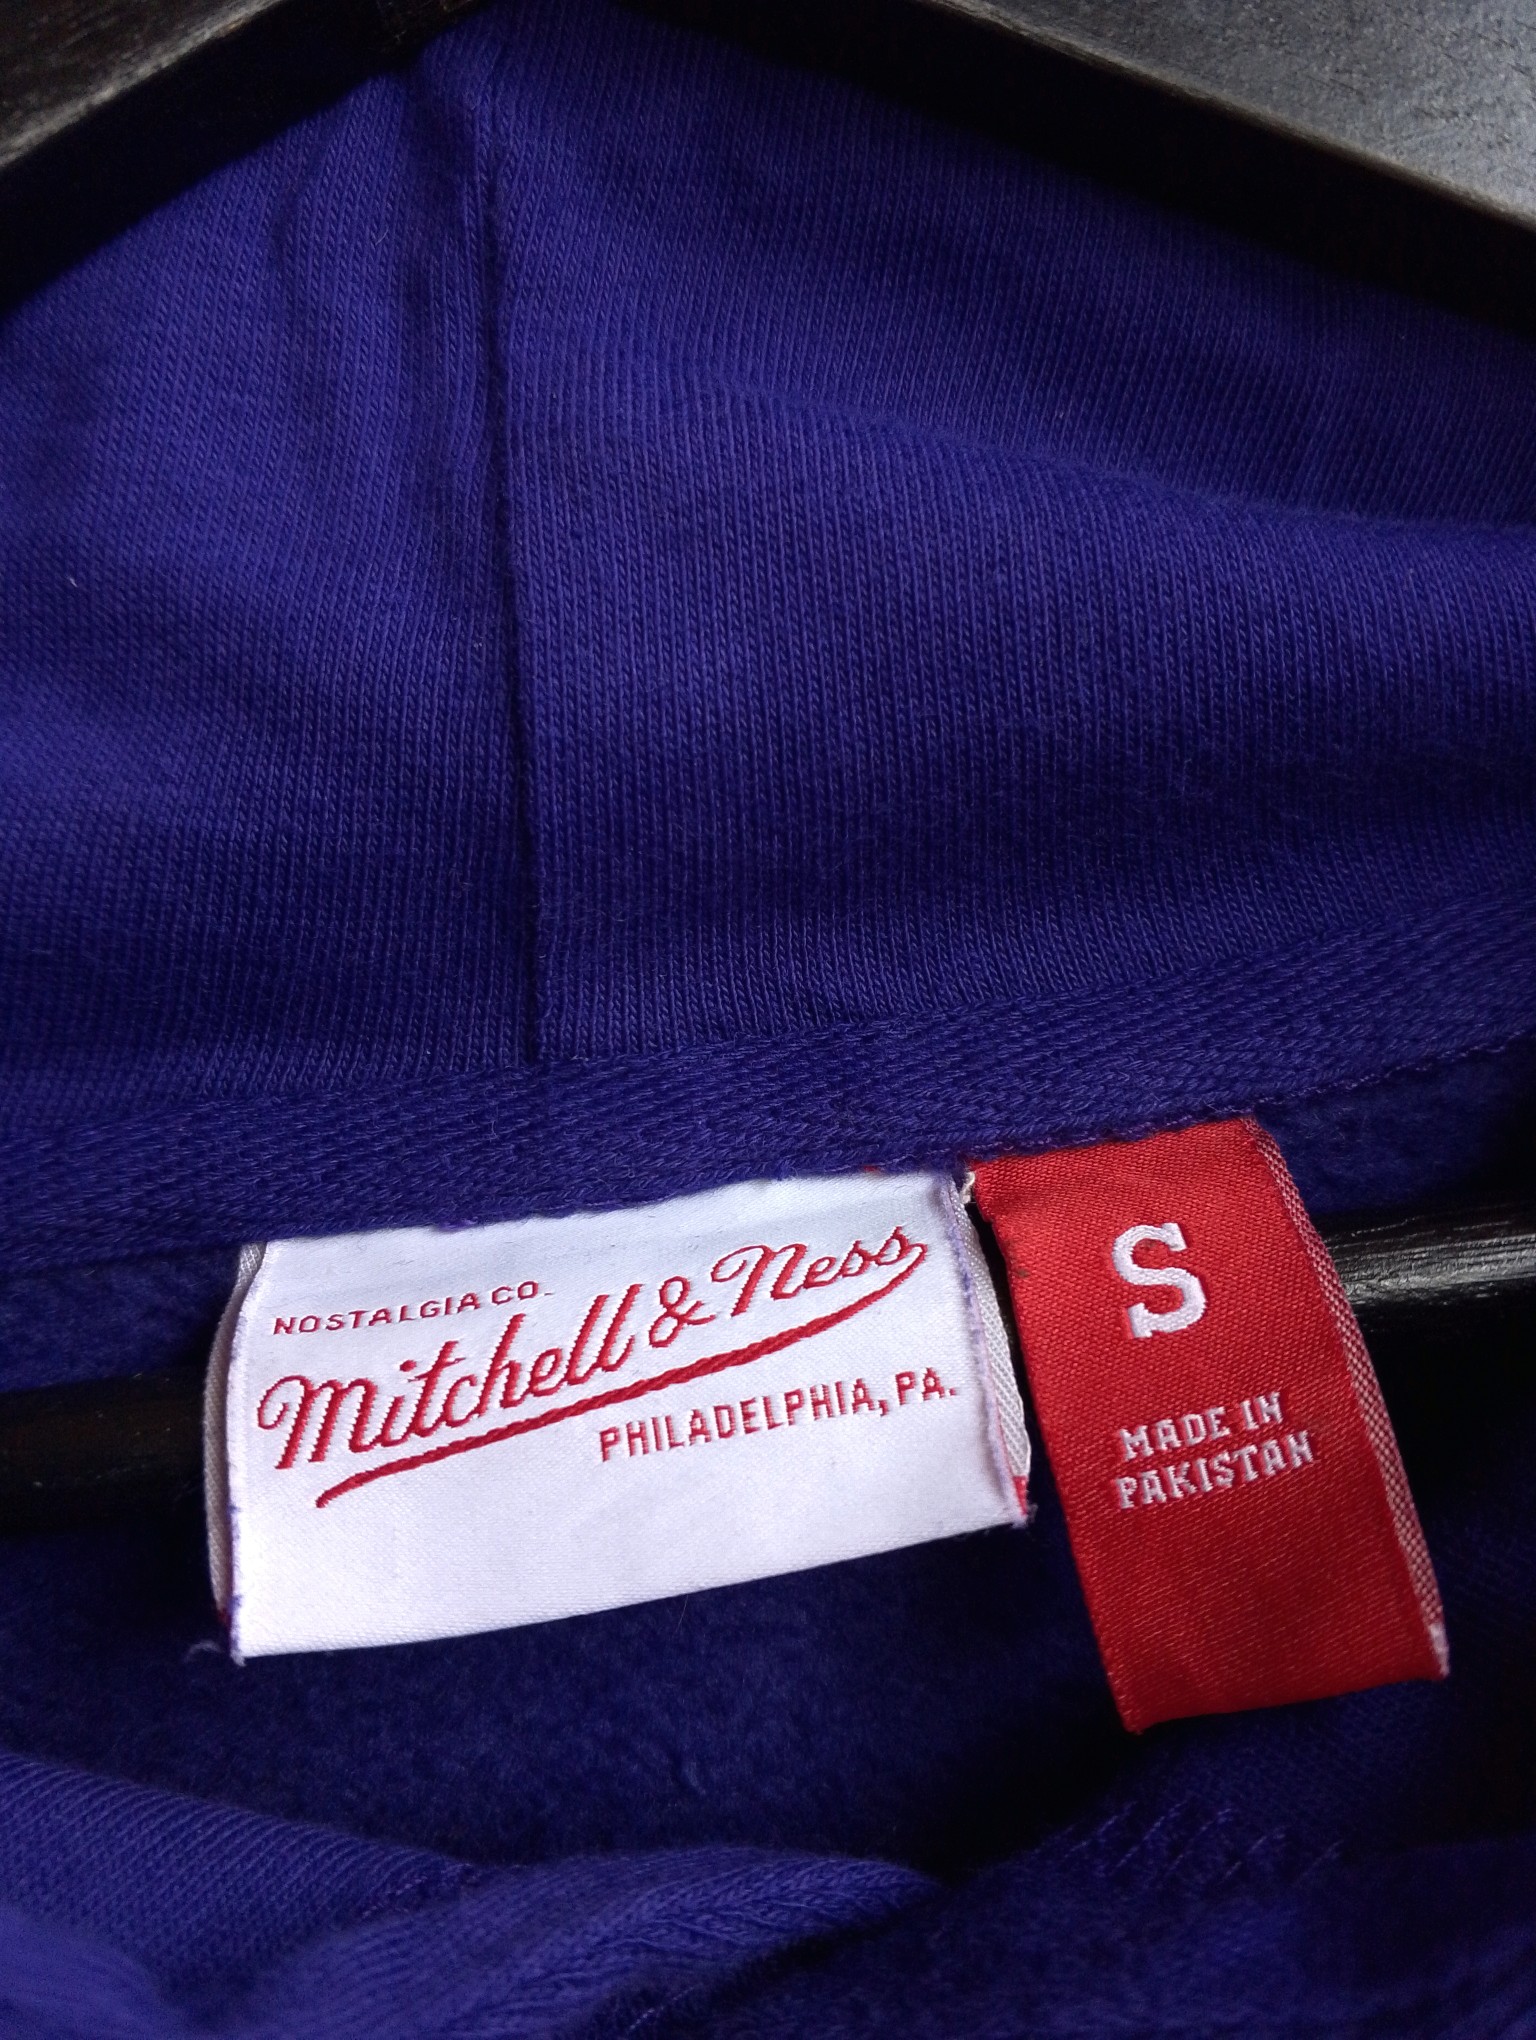 NOSTALGIA CO.
Mitchell & Ness
PHILADELPHIA, PA.
S
MADE IN
PAKISTAN